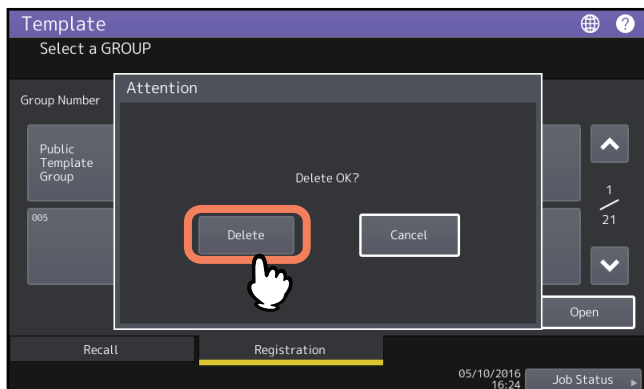 Template
?
Select a GROUP
Attention
Group Number
Public
Template
Group
Delete OK?
1
21
005
Delete
Cancel
Open
Recall
Registration
05/10/2016
16:24
Job Status